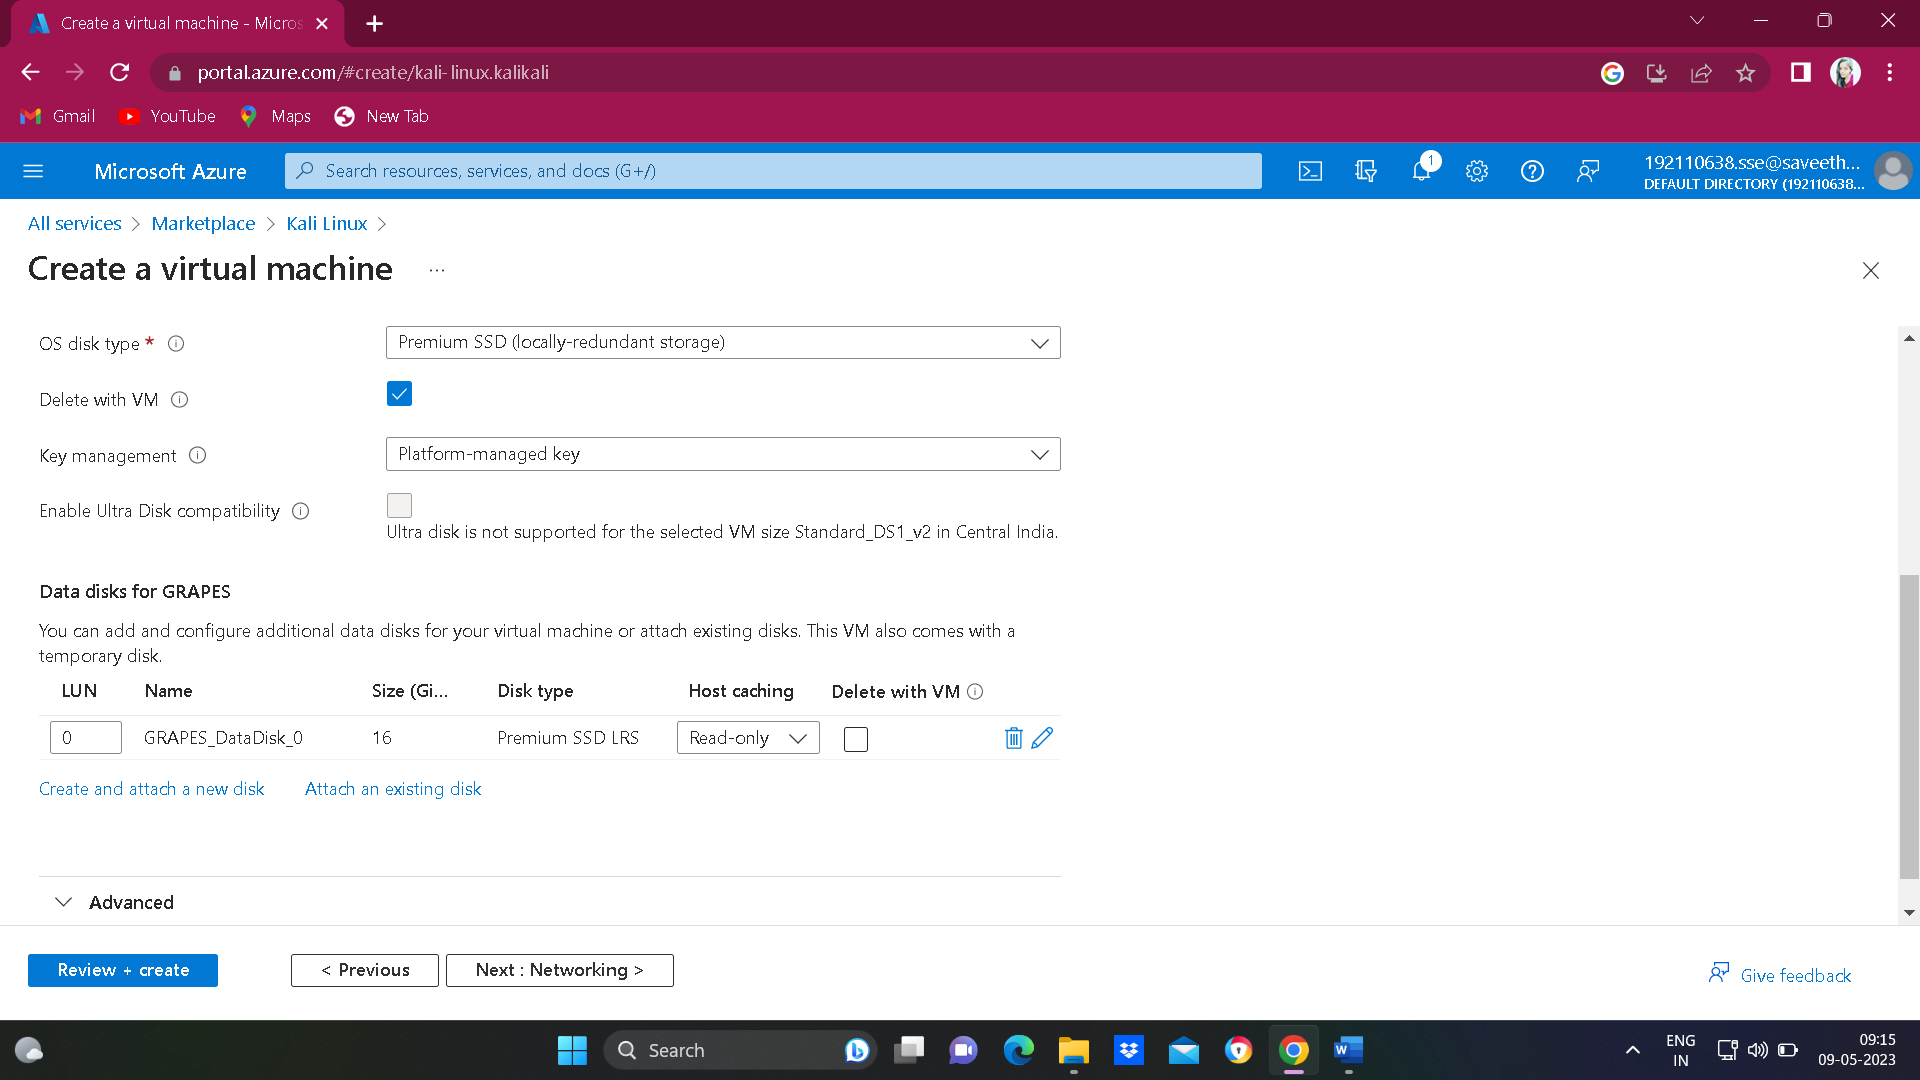 Create a virtual machine - Micros
portal.azure.com/#create/kali-linux.kalikali
Gmail YouTube Maps New Tab
Microsoft Azure
Search resources, services, and docs (G+/)
1
192110638.sse@saveeth...
DEFAULT DIRECTORY (192110638...
All services > Marketplace > Kali Linux >
Create a virtual machine ...
OS disk type *
Premium SSD (locally-redundant storage)
Delete with VM
Key management
Platform-managed key
Enable Ultra Disk compatibility
Ultra disk is not supported for the selected VM size Standard_DS1_v2 in Central India.
Data disks for GRAPES
You can add and configure additional data disks for your virtual machine or attach existing disks. This VM also comes with a
temporary disk.
LUN Name Size (Gi... Disk type Host caching Delete with VM
0 GRAPES_DataDisk_0 16 Premium SSD LRS Read-only
Create and attach a new disk Attach an existing disk
Advanced
Review + create < Previous Next : Networking >
Give feedback
Search
ENG
IN
09:15
09-05-2023